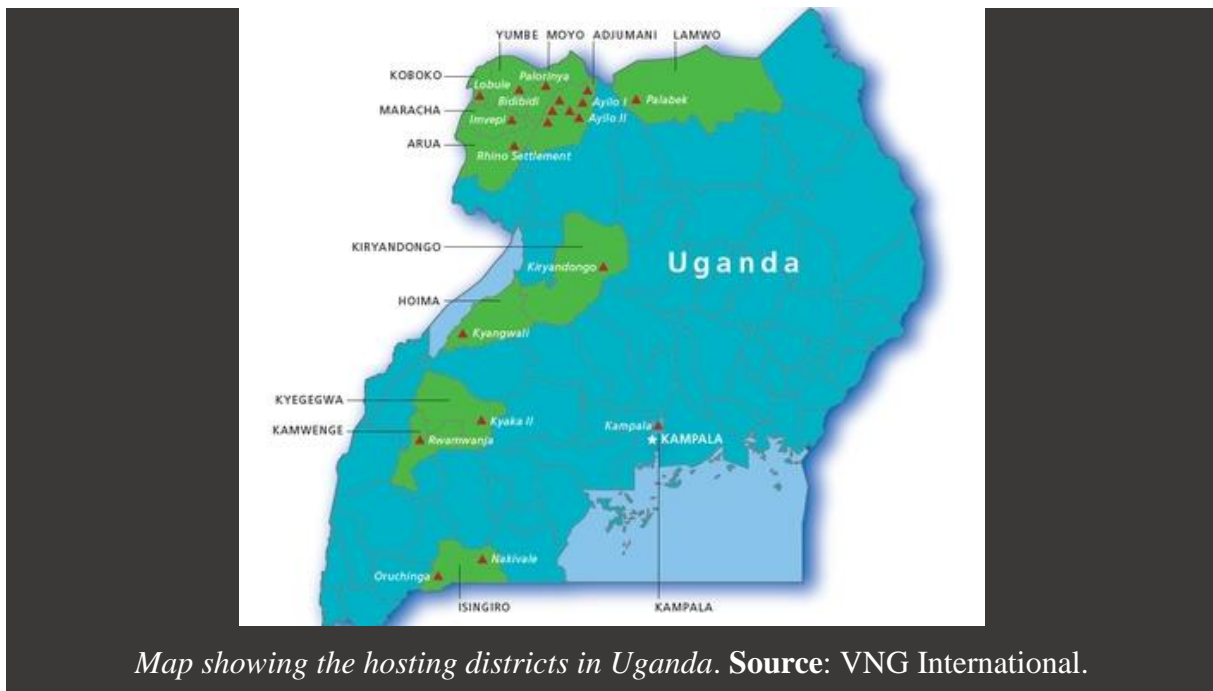 YUMBE MOYO ADJUMANI LAMWO
KOBOKO
Lobule
Palorinya
Bidibidi
Ayilo I
Palabek
MARACHA
Imvepi
Ayilo II
ARUA
Rhino Settlement
KIRYANDONGO
Kiryandongo
Uganda
HOIMA
Kyangwali
KYEGEGWA
Kyaka II
Kampala
KAMWENGE
Rwamwanja
KAMPALA
Nakivale
Oruchinga
ISINGIRO
KAMPALA
Map showing the hosting districts in Uganda. Source: VNG International.